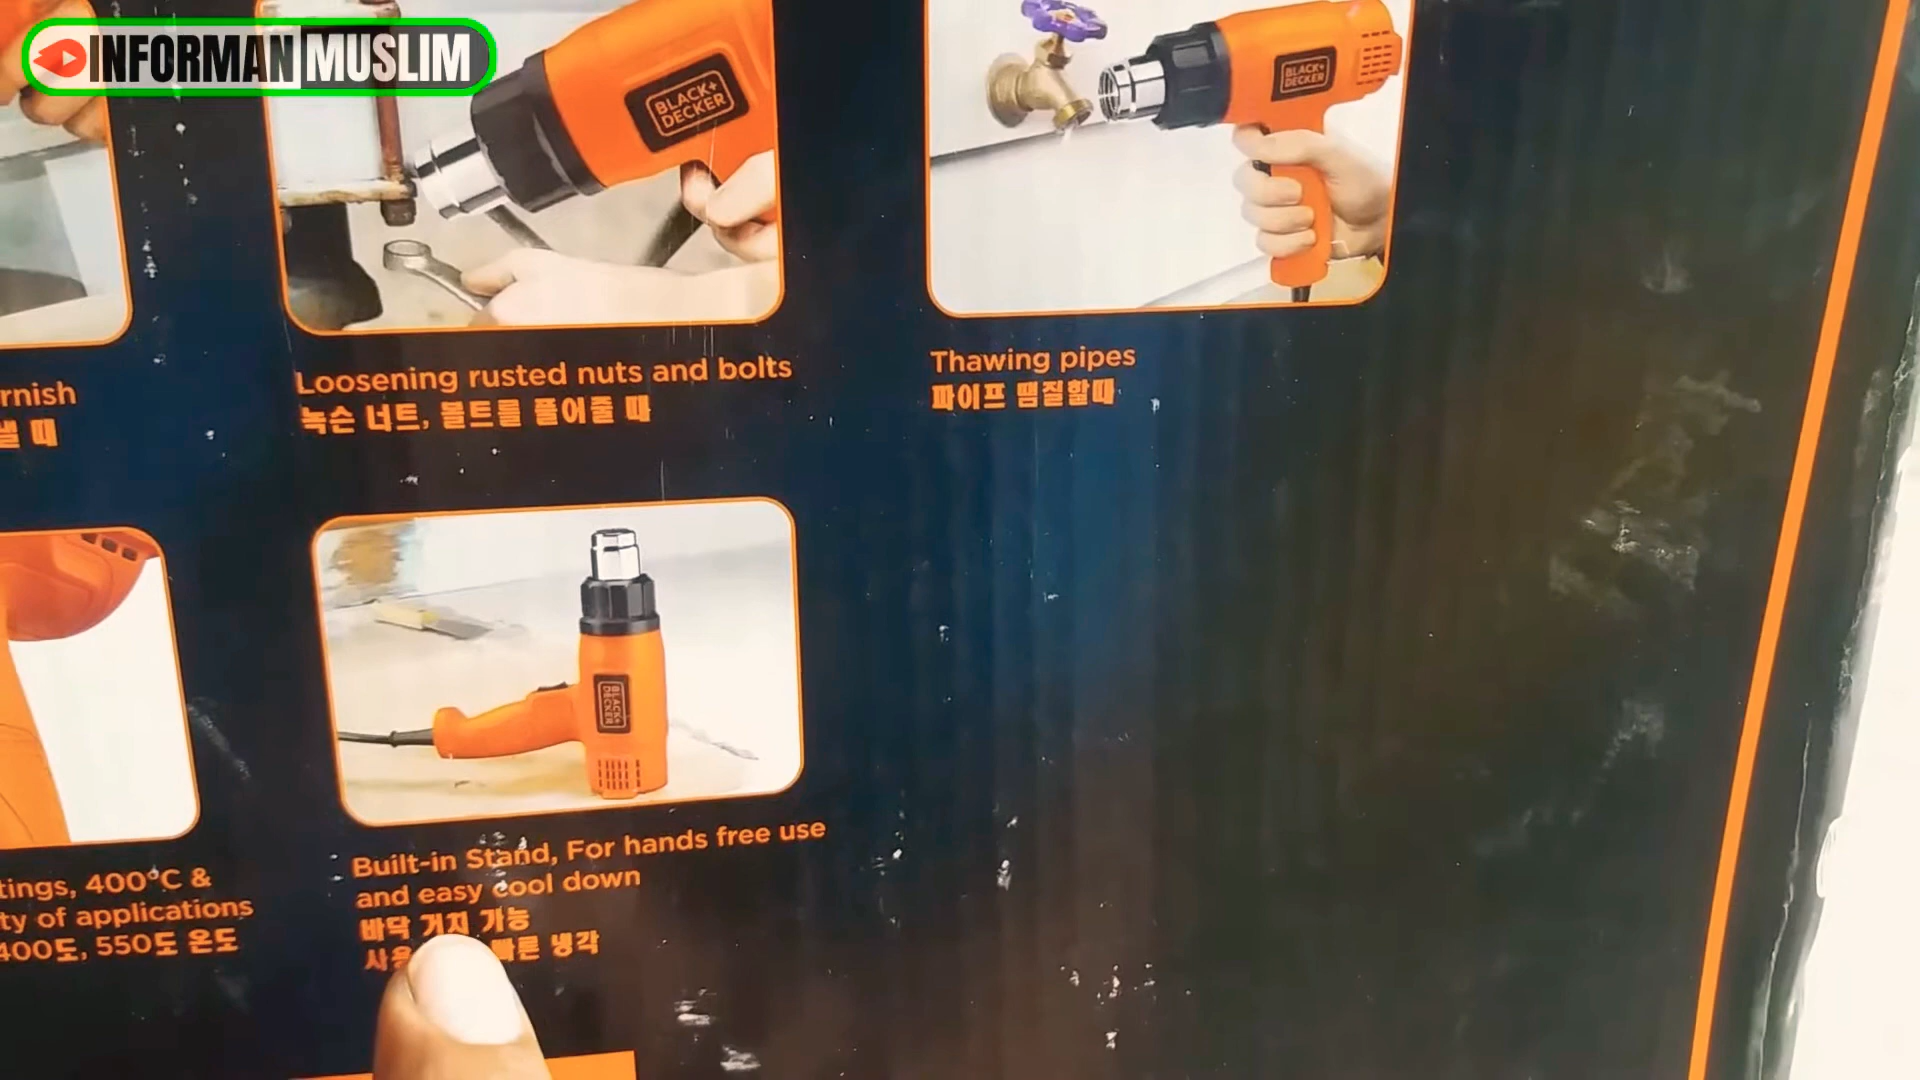 INFORMAN MUSLIM
BLACK+
DECKER
BLACK+
DECKER
rnish
낼 때
Loosening rusted nuts and bolts
녹슨 너트, 볼트를 풀어줄 때
Thawing pipes
파이프 땜질할때
BLACK+
DECKER
tings, 400°C &
ty of applications
400도, 550도 온도
Built-in Stand, For hands free use
and easy cool down
바닥 거치 가능
빠른 냉각